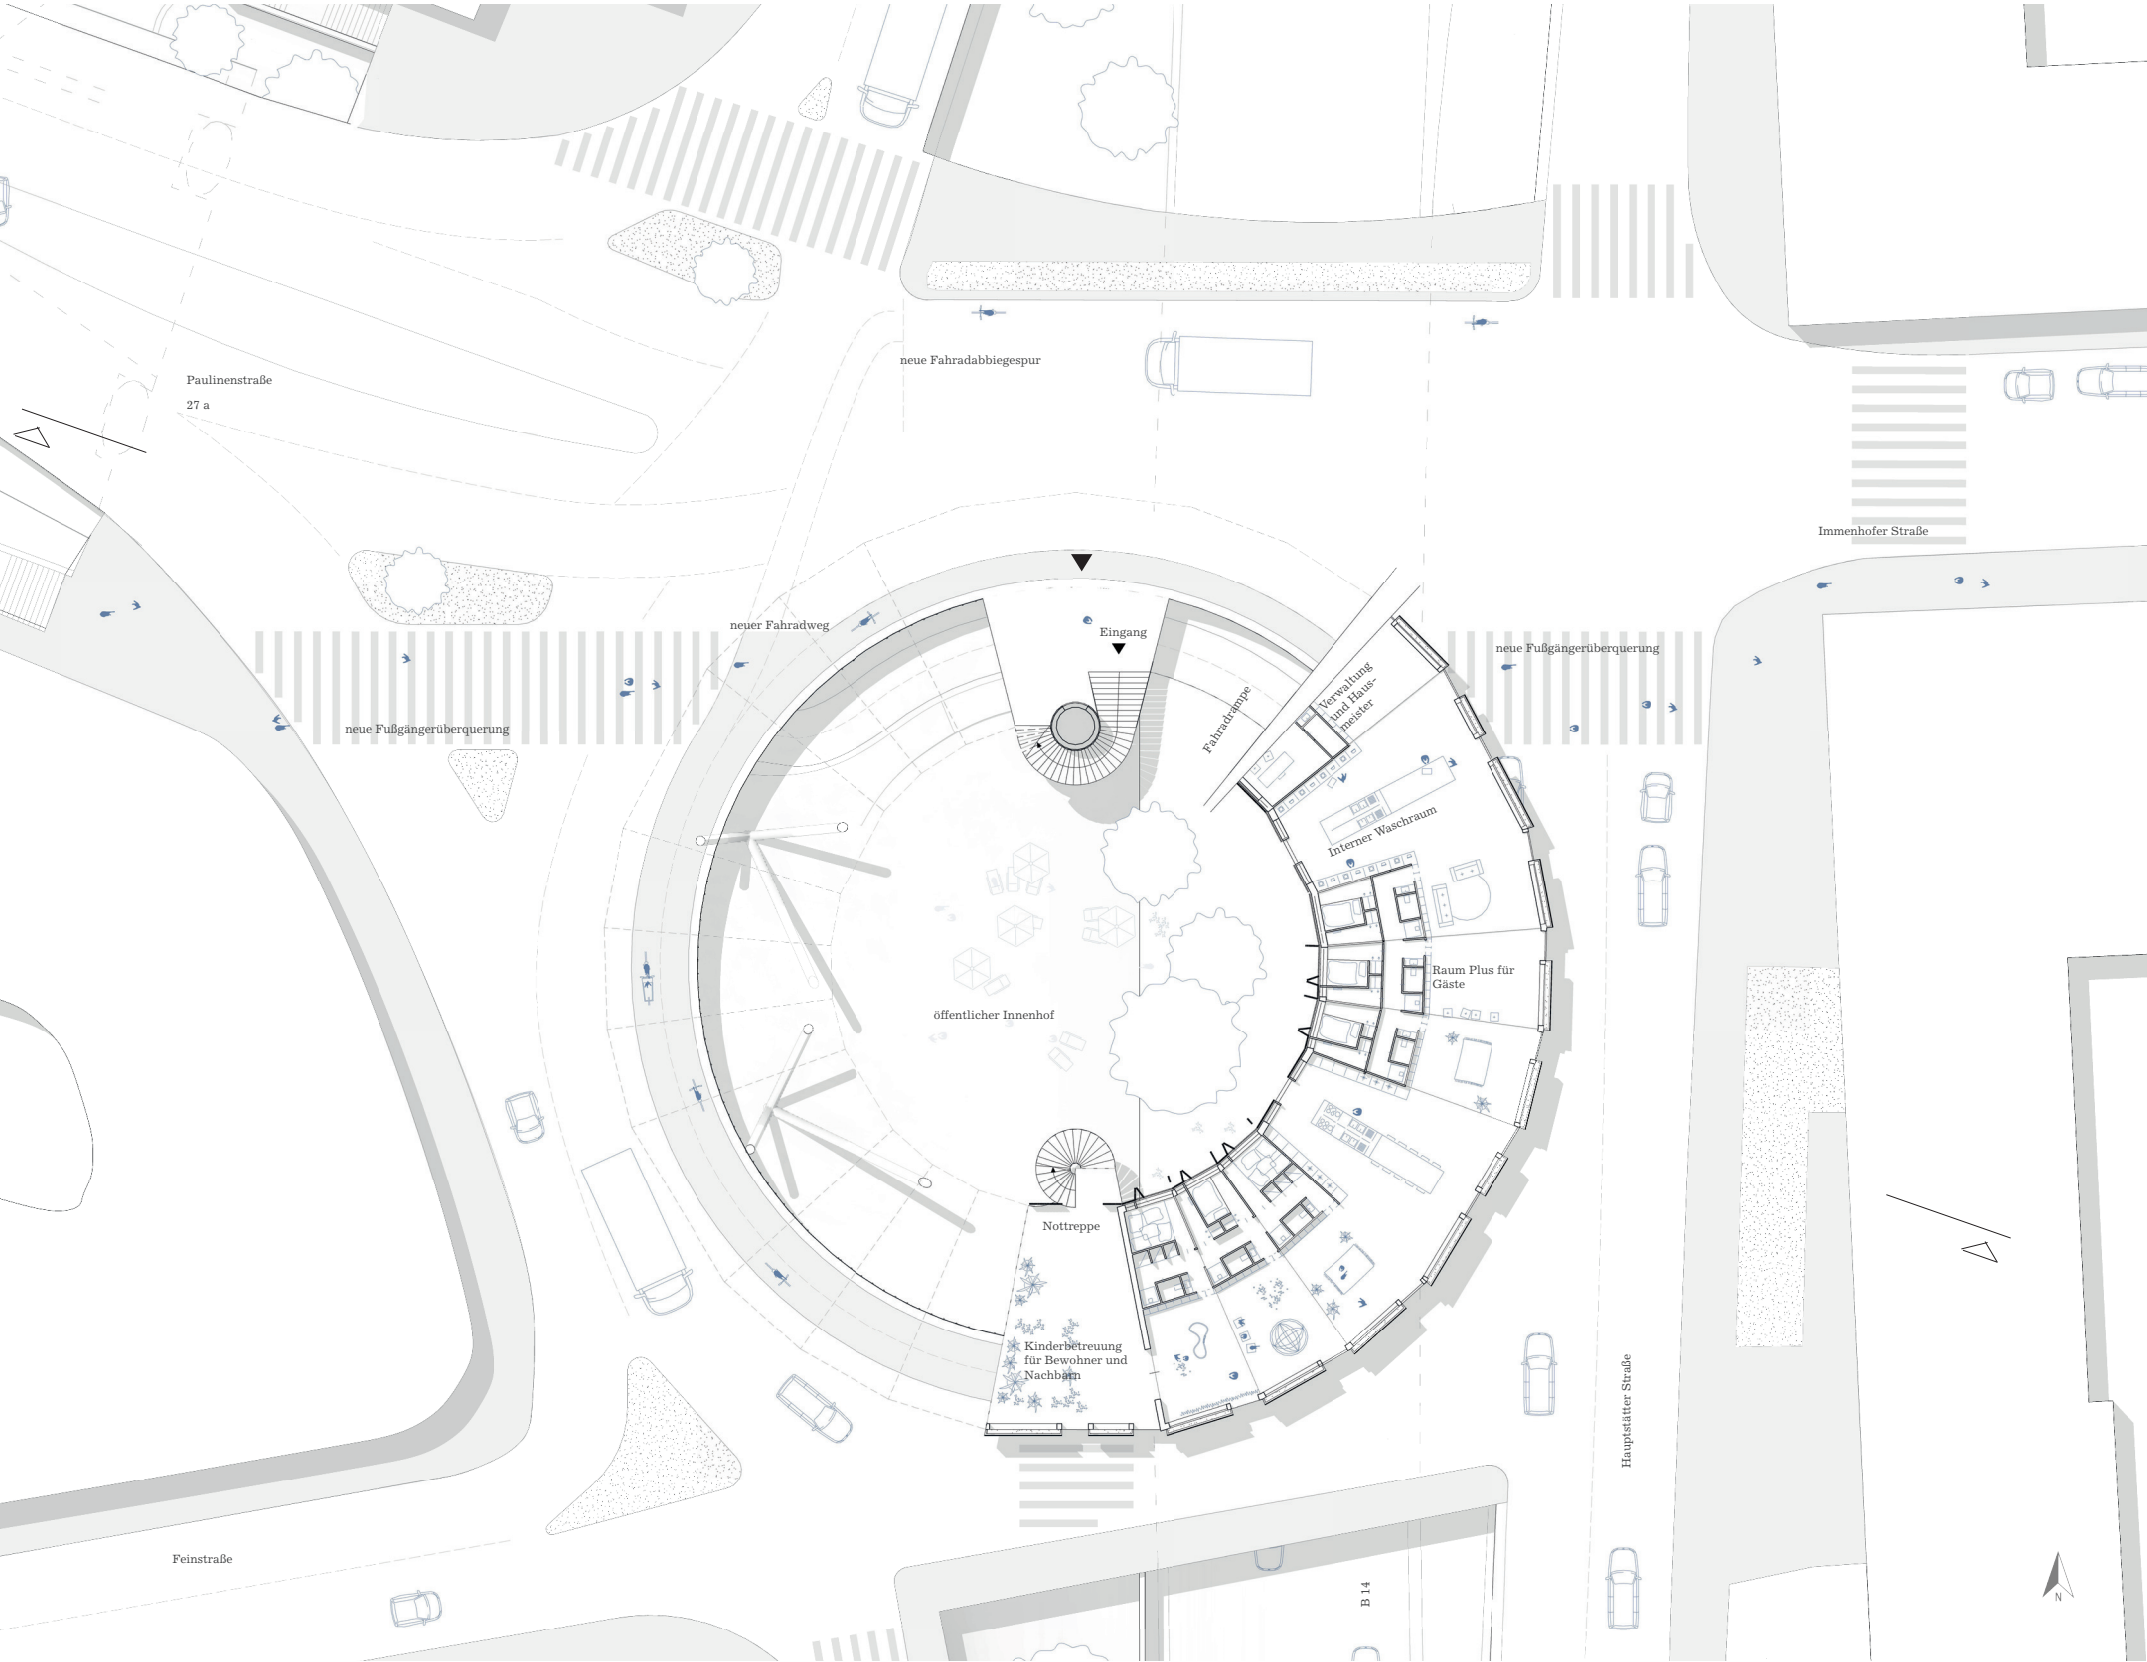 neue Fahradabbiegespur
Paulinenstraße
27 a
Immenhofer Straße
neuer Fahradweg
Eingang
neue Fußgängerüberquerung
neue Fußgängerüberquerung
Fahradrampe
Verwaltung
und Haus-
meister
Interner Waschraum
Raum Plus für
Gäste
öffentlicher Innenhof
Nottreppe
Kinderbetreuung
für Bewohner und
Nachbarn
Hauptstätter Straße
Feinstraße
B 14
N